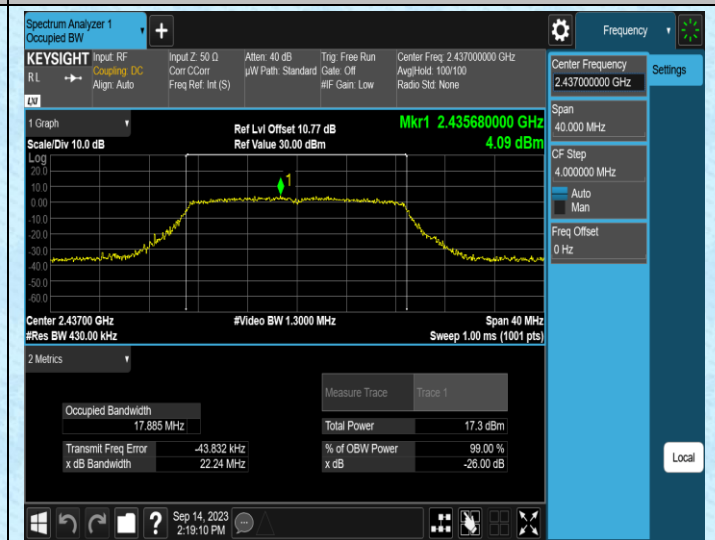 Spectrum Analyzer 1
Occupied BW
+
Frequency
KEYSIGHT
Input: RF
Input Z: 50 Ω
Atten: 40 dB
Trig: Free Run
Center Freq: 2.437000000 GHz
RL
Coupling: DC
Corr CCorr
µW Path: Standard
Gate: Off
Avg|Hold: 100/100
Align: Auto
Freq Ref: Int (S)
#IF Gain: Low
Radio Std: None
LXI
Center Frequency
2.437000000 GHz
Settings
Span
40.000 MHz
CF Step
4.000000 MHz
Auto
Man
Freq Offset
0 Hz
Local
1 Graph
Ref Lvl Offset 10.77 dB
Mkr1 2.435680000 GHz
Scale/Div 10.0 dB
Ref Value 30.00 dBm
4.09 dBm
Log
20.0
10.0
0.00
-10.0
-20.0
-30.0
-40.0
-50.0
-60.0
1
Center 2.43700 GHz
#Video BW 1.3000 MHz
Span 40 MHz
#Res BW 430.00 kHz
Sweep 1.00 ms (1001 pts)
2 Metrics
Measure Trace
Trace 1
Occupied Bandwidth
17.885 MHz
Total Power
17.3 dBm
Transmit Freq Error
-43.832 kHz
% of OBW Power
99.00 %
x dB Bandwidth
22.24 MHz
x dB
-26.00 dB
?
Sep 14, 2023
2:19:10 PM